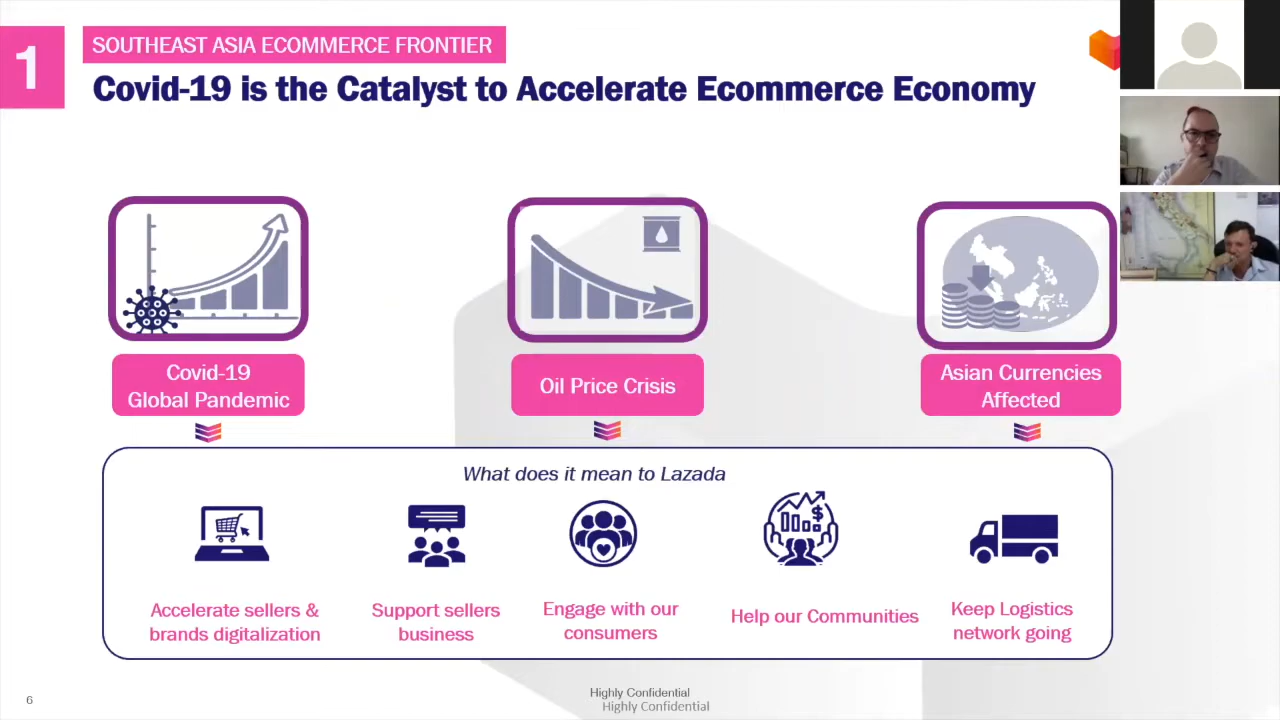 1
SOUTHEAST ASIA ECOMMERCE FRONTIER
Covid-19 is the Catalyst to Accelerate Ecommerce Economy
Covid-19
Global Pandemic
Oil Price Crisis
Asian Currencies
Affected
What does it mean to Lazada
$
Accelerate sellers &
brands digitalization
Support sellers
business
Engage with our
consumers
Help our Communities
Keep Logistics
network going
6
Highly Confidential
Highly Confidential